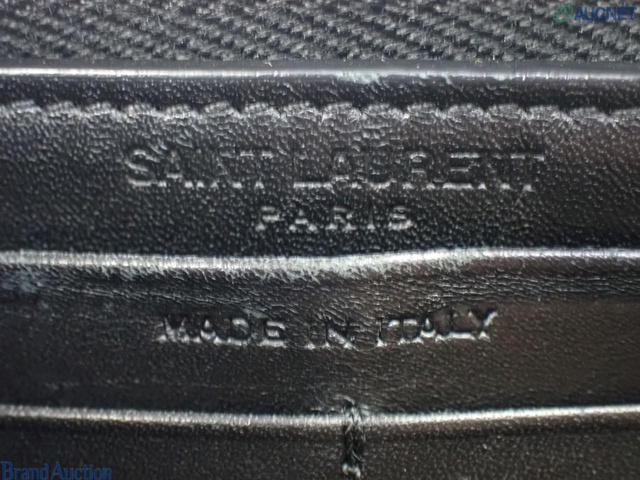 AUCNET
SAINT LAURENT
PARIS
MADE IN ITALY
Brand Auction